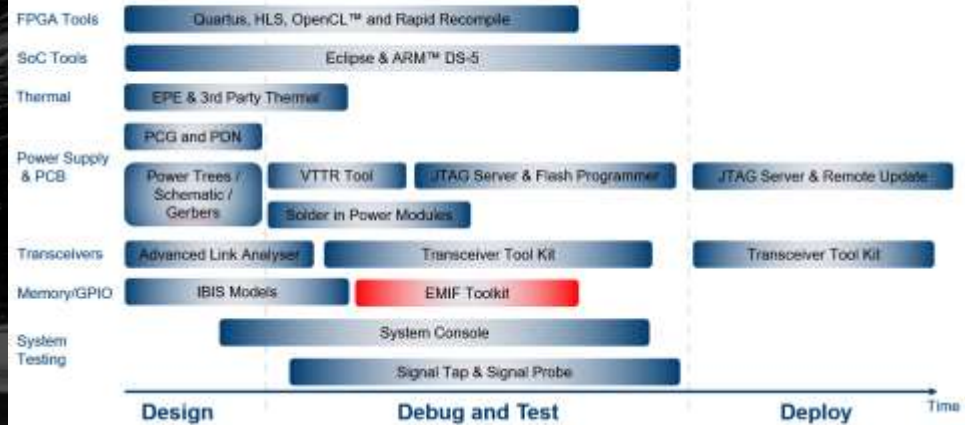 FPGA Tools
Quartus, HLS, OpenCL™ and Rapid Recompile
SoC Tools
Eclipse & ARM™ DS-5
Thermal
EPE & 3rd Party Thermal
PCG and PDN
Power Supply
& PCB
Power Trees /
Schematic /
Gerbers
VTTR Tool
JTAG Server & Flash Programmer
JTAG Server & Remote Update
Solder in Power Modules
Transceivers
Advanced Link Analyser
Transceiver Tool Kit
Transceiver Tool Kit
Memory/GPIO
IBIS Models
EMIF Toolkit
System
Testing
System Console
Signal Tap & Signal Probe
Design
Debug and Test
Deploy
Time